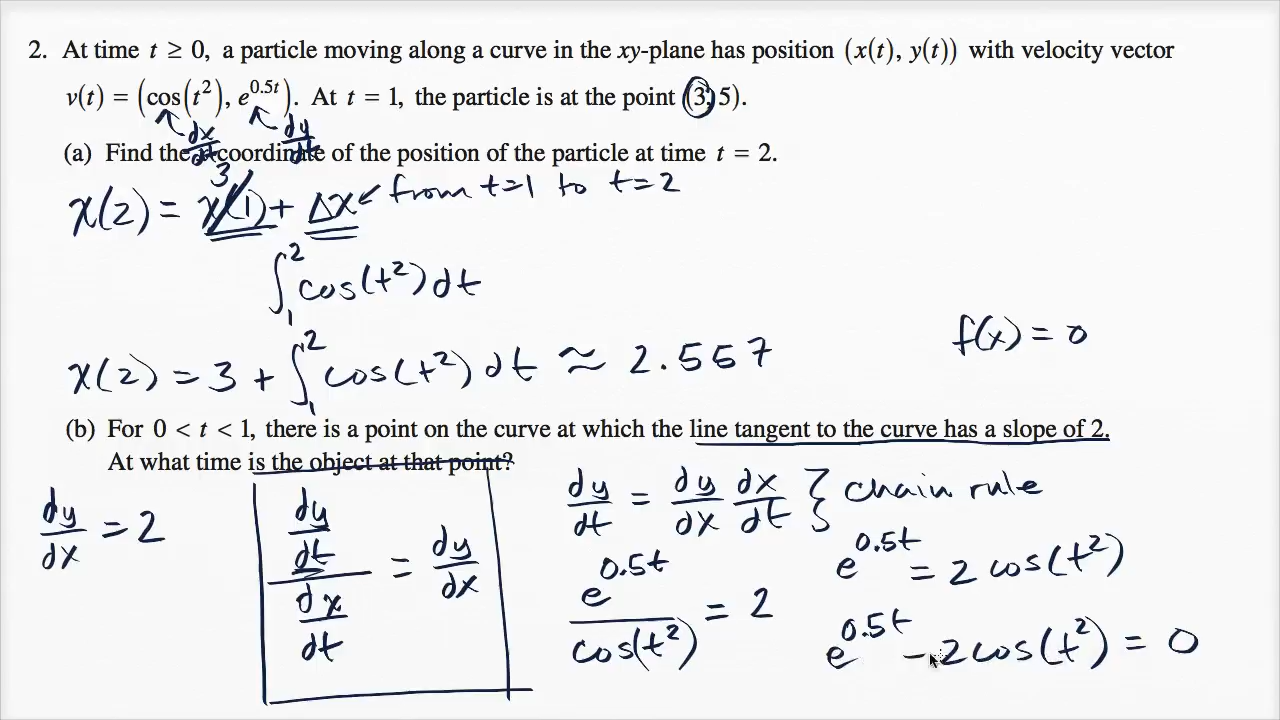 2. At time t ≥ 0, a particle moving along a curve in the xy-plane has position (x(t), y(t)) with velocity vector
v(t) = (cos(t²), e^0.5t). At t = 1, the particle is at the point (3, 5).
dx/dt dy/dt
(a) Find the coordinate of the position of the particle at time t = 2.
3
x(2) = x(1) + Δx ← from t=1 to t=2
∫₁² cos(t²) dt
f(x) = 0
x(2) = 3 + ∫₁² cos(t²) dt ≈ 2.557
(b) For 0 < t < 1, there is a point on the curve at which the line tangent to the curve has a slope of 2.
At what time is the object at that point?
dy/dx = 2
(dy/dt)/(dx/dt) = dy/dx
dy/dt = dy/dx dx/dt } chain rule
e^0.5t/cos(t²) = 2
e^0.5t = 2 cos(t²)
e^0.5t - 2cos(t²) = 0